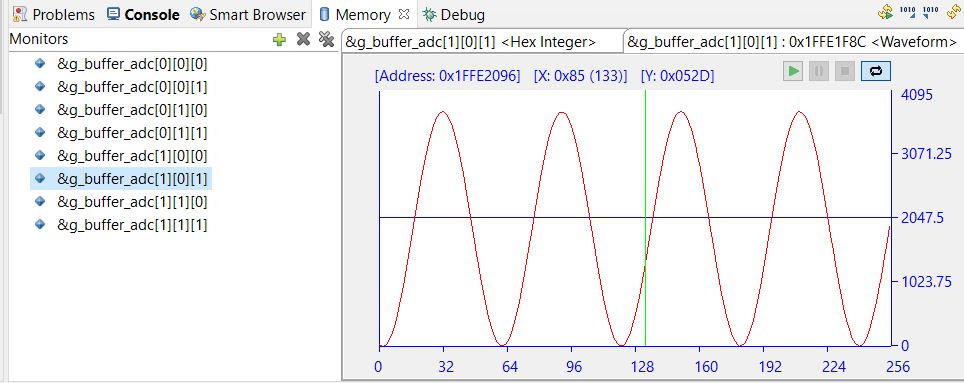 Problems Console Smart Browser Memory Debug
Monitors
&g_buffer_adc[0][0][0]
&g_buffer_adc[0][0][1]
&g_buffer_adc[0][1][0]
&g_buffer_adc[0][1][1]
&g_buffer_adc[1][0][0]
&g_buffer_adc[1][0][1]
&g_buffer_adc[1][1][0]
&g_buffer_adc[1][1][1]
&g_buffer_adc[1][0][1] <Hex Integer>
&g_buffer_adc[1][0][1] : 0x1FFE1F8C <Waveform>
[Address: 0x1FFE2096] [X: 0x85 (133)] [Y: 0x052D]
4095
3071.25
2047.5
1023.75
0
0 32 64 96 128 160 192 224 256
1010 1010